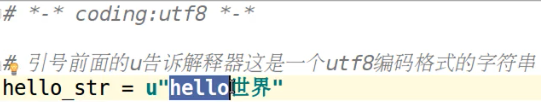 # *-* coding:utf8 *-*
# 引号前面的u告诉解释器这是一个utf8编码格式的字符串
hello_str = u"hello世界"